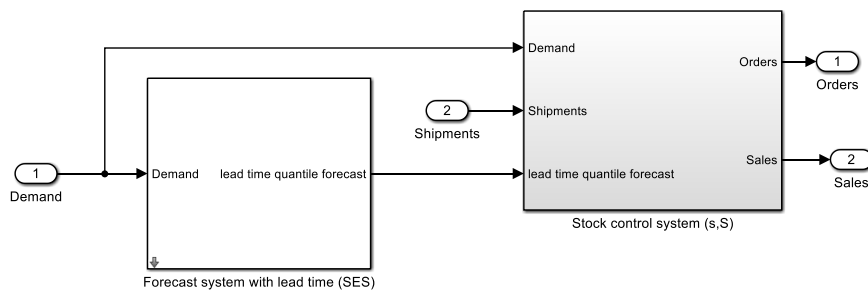 Demand
Orders
1
Orders
2
Shipments
Shipments
1
Demand
Demand
lead time quantile forecast
lead time quantile forecast
Sales
2
Sales
Stock control system (s,S)
Forecast system with lead time (SES)